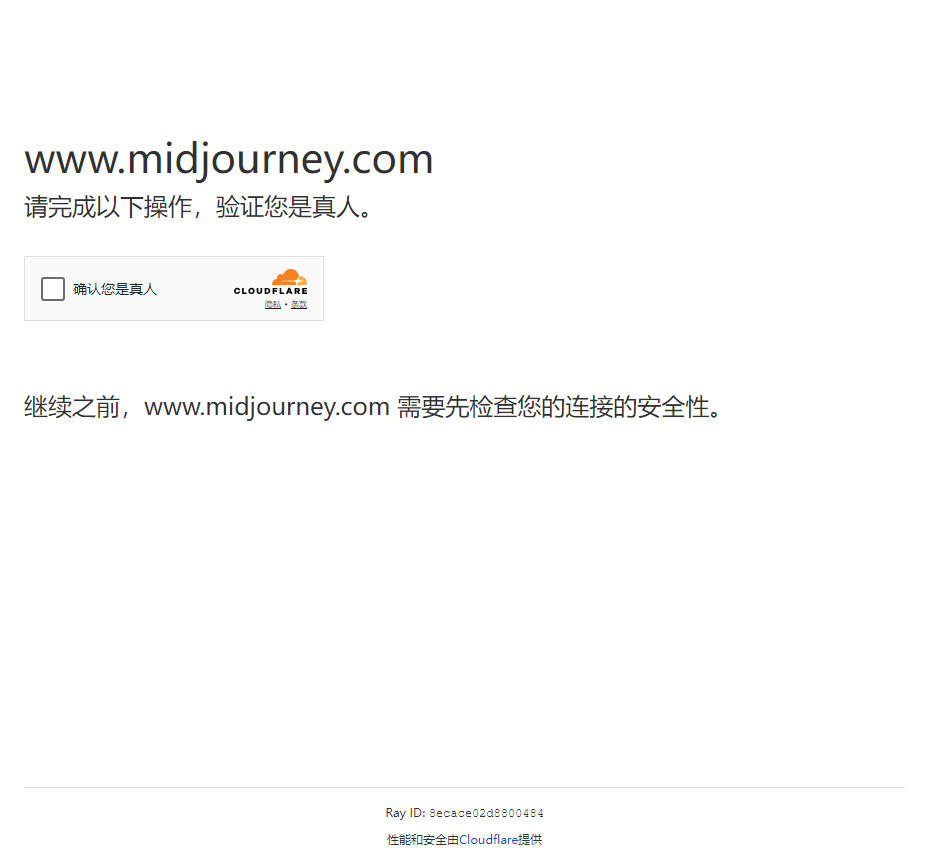 www.midjourney.com
请完成以下操作，验证您是真人。
确认您是真人
CLOUDFLARE
隐私 • 条款
继续之前，www.midjourney.com 需要先检查您的连接的安全性。
Ray ID: 8ecace02d8800484
性能和安全由Cloudflare提供